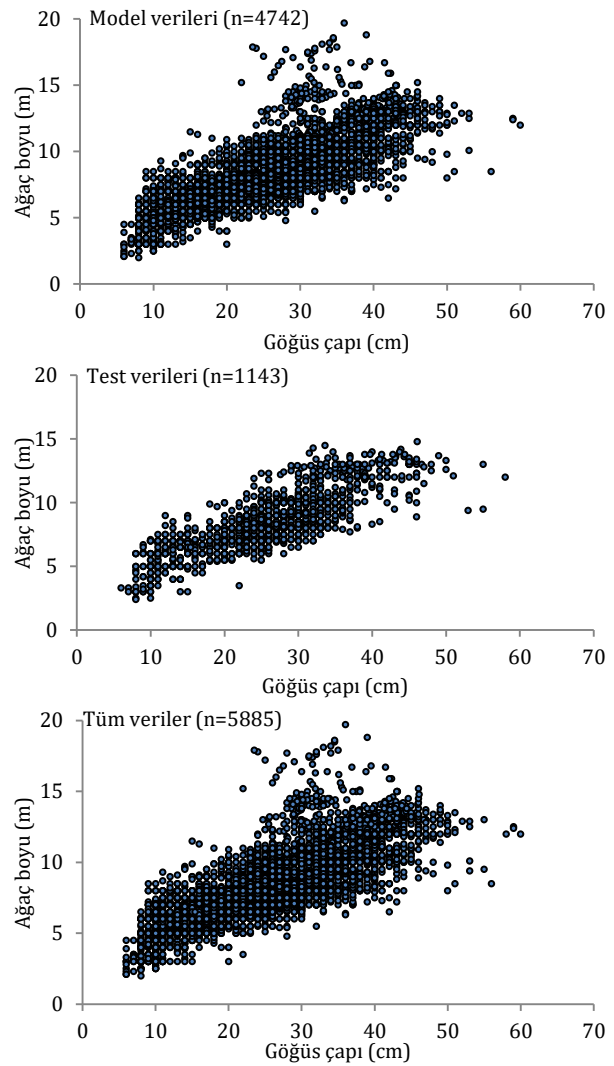 Model verileri (n=4742)
20
15
10
5
0
Ağaç boyu (m)
0 10 20 30 40 50 60 70
Göğüs çapı (cm)
Test verileri (n=1143)
20
15
10
5
0
Ağaç boyu (m)
0 10 20 30 40 50 60 70
Göğüs çapı (cm)
Tüm veriler (n=5885)
20
15
10
5
0
Ağaç boyu (m)
0 10 20 30 40 50 60 70
Göğüs çapı (cm)